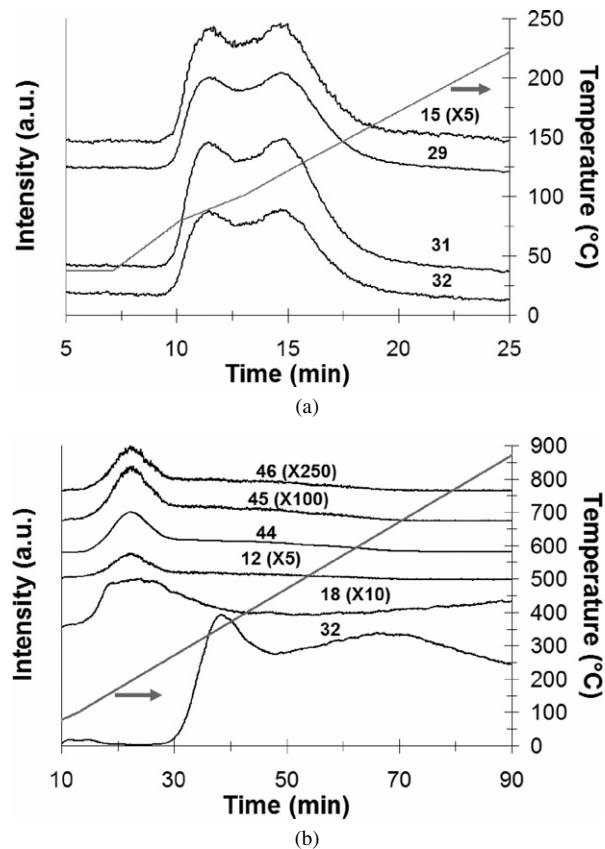 Intensity (a.u.)
250
200
150
100
50
0
Temperature (°C)
15 (X5)
29
31
32
5 10 15 20 25
Time (min)
(a)
Intensity (a.u.)
900
800
700
600
500
400
300
200
100
0
Temperature (°C)
46 (X250)
45 (X100)
44
12 (X5)
18 (X10)
32
10 30 50 70 90
Time (min)
(b)